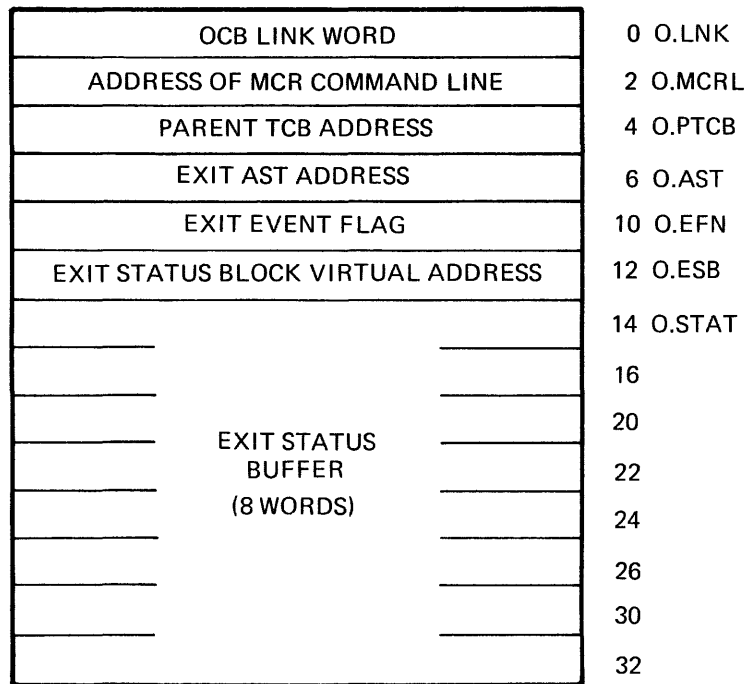 OCB LINK WORD 0 O.LNK
ADDRESS OF MCR COMMAND LINE 2 O.MCRL
PARENT TCB ADDRESS 4 O.PTCB
EXIT AST ADDRESS 6 O.AST
EXIT EVENT FLAG 10 O.EFN
EXIT STATUS BLOCK VIRTUAL ADDRESS 12 O.ESB
14 O.STAT
16
20
EXIT STATUS
BUFFER 22
(8 WORDS) 24
26
30
32